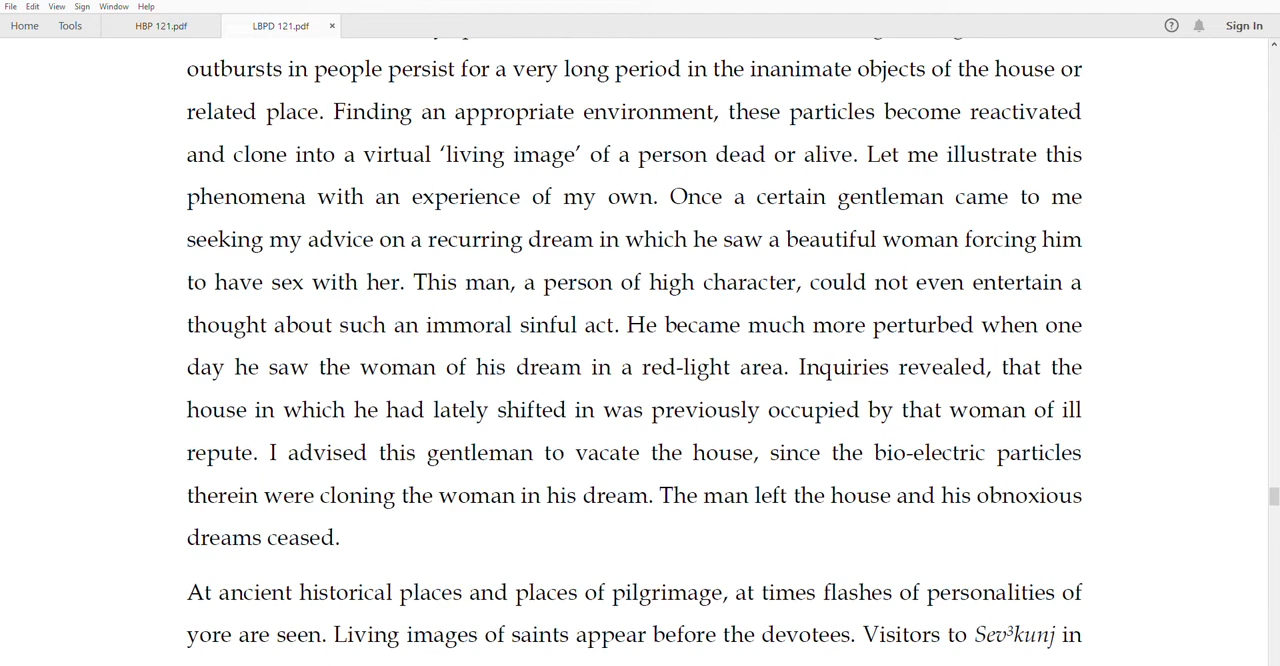 File Edit View Sign Window Help
Home Tools HBP 121.pdf LBPD 121.pdf × ? Sign In
outbursts in people persist for a very long period in the inanimate objects of the house or
related place. Finding an appropriate environment, these particles become reactivated
and clone into a virtual ‘living image’ of a person dead or alive. Let me illustrate this
phenomena with an experience of my own. Once a certain gentleman came to me
seeking my advice on a recurring dream in which he saw a beautiful woman forcing him
to have sex with her. This man, a person of high character, could not even entertain a
thought about such an immoral sinful act. He became much more perturbed when one
day he saw the woman of his dream in a red-light area. Inquiries revealed, that the
house in which he had lately shifted in was previously occupied by that woman of ill
repute. I advised this gentleman to vacate the house, since the bio-electric particles
therein were cloning the woman in his dream. The man left the house and his obnoxious
dreams ceased.
At ancient historical places and places of pilgrimage, at times flashes of personalities of
yore are seen. Living images of saints appear before the devotees. Visitors to Sev³kunj in